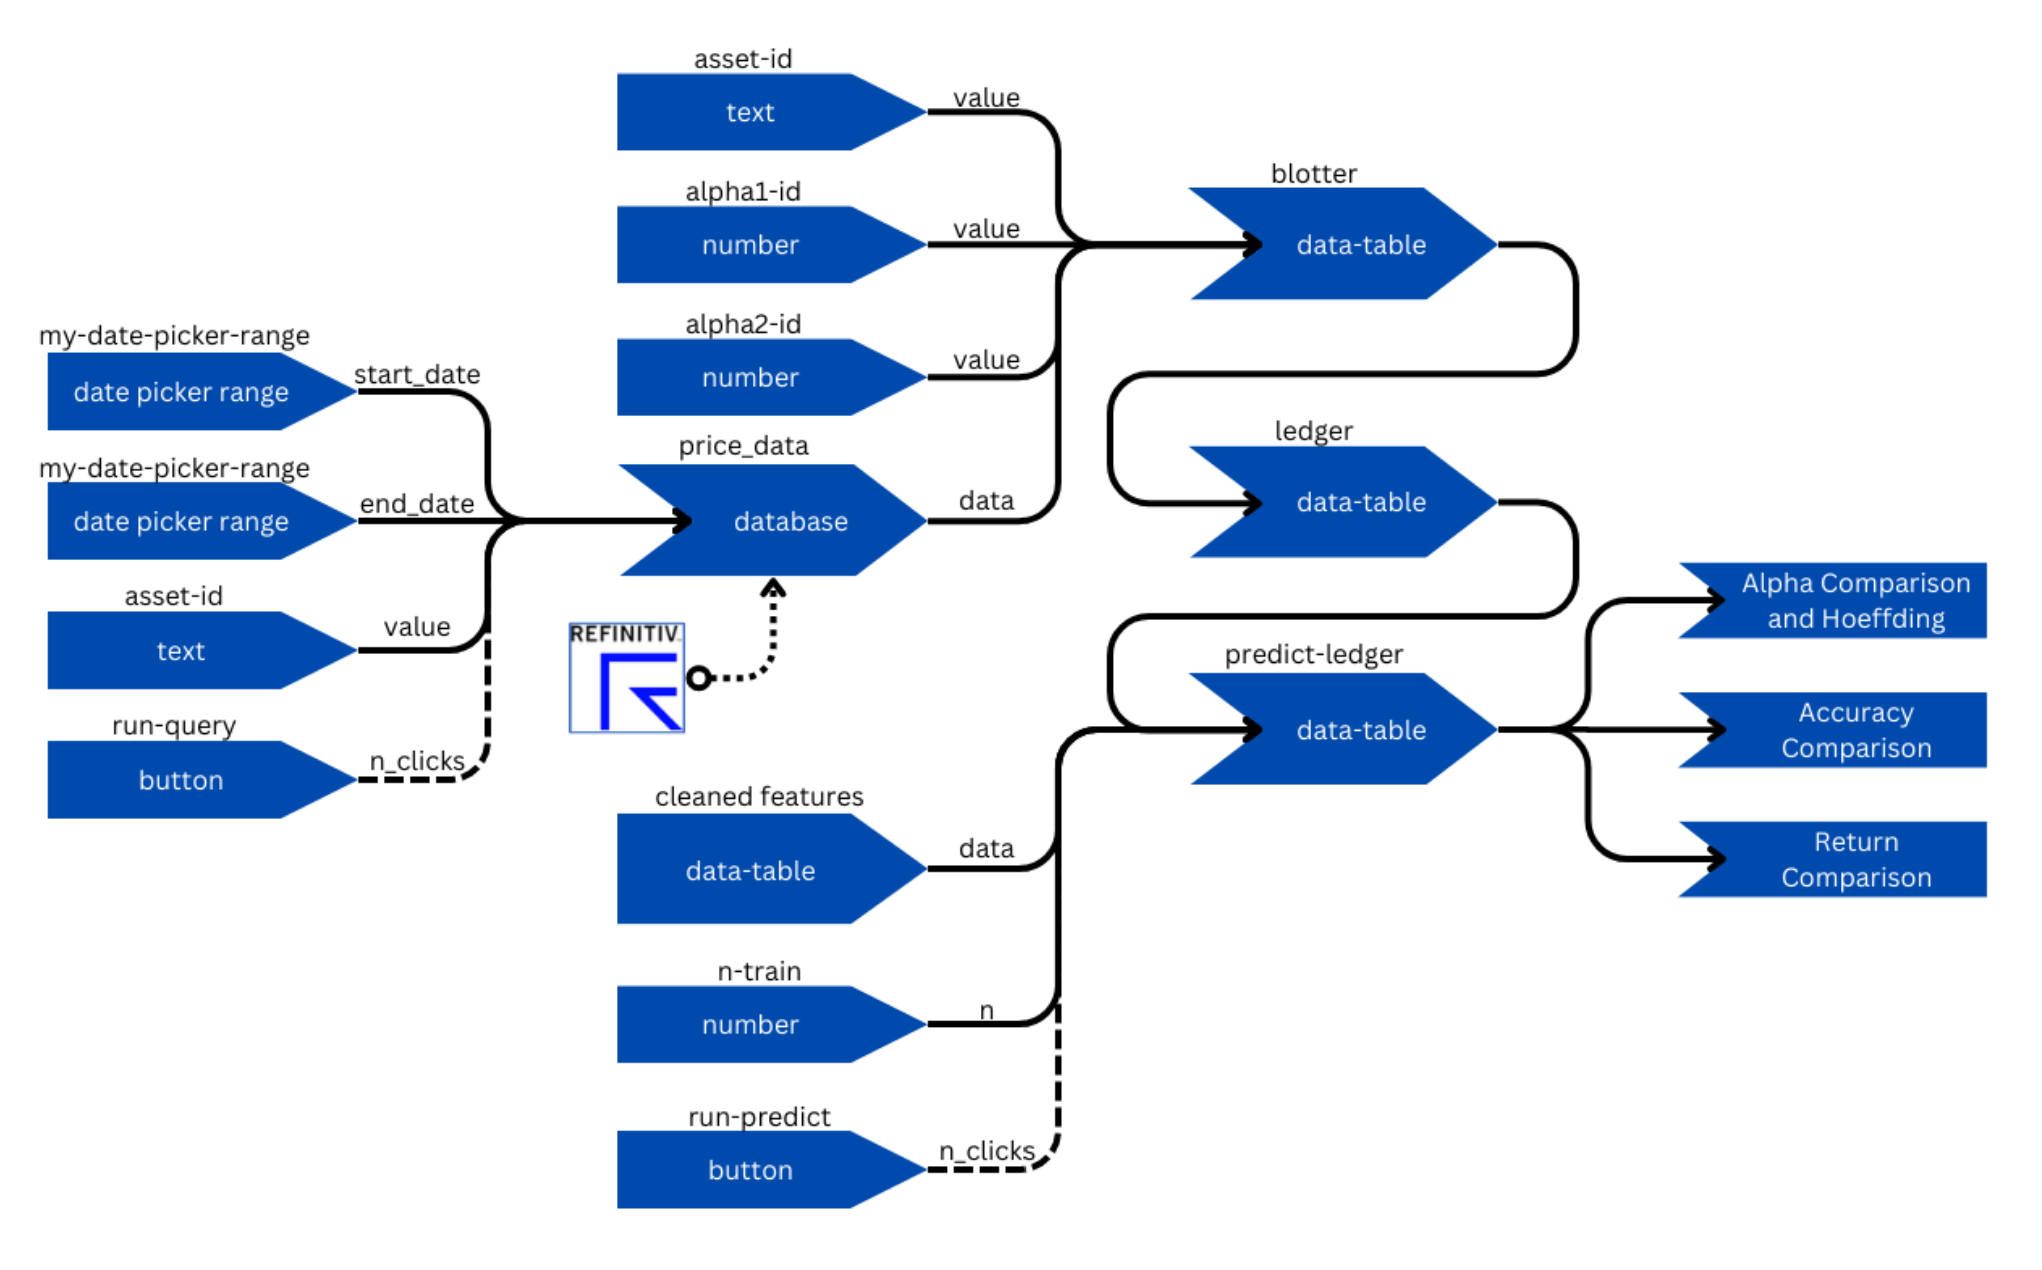 asset-id
text
value
alpha1-id
number
value
alpha2-id
number
value
my-date-picker-range
date picker range
start_date
my-date-picker-range
date picker range
end_date
asset-id
text
value
run-query
button
n_clicks
price_data
database
data
REFINITIV
blotter
data-table
ledger
data-table
predict-ledger
data-table
cleaned features
data-table
data
n-train
number
n
run-predict
button
n_clicks
Alpha Comparison
and Hoeffding
Accuracy
Comparison
Return
Comparison